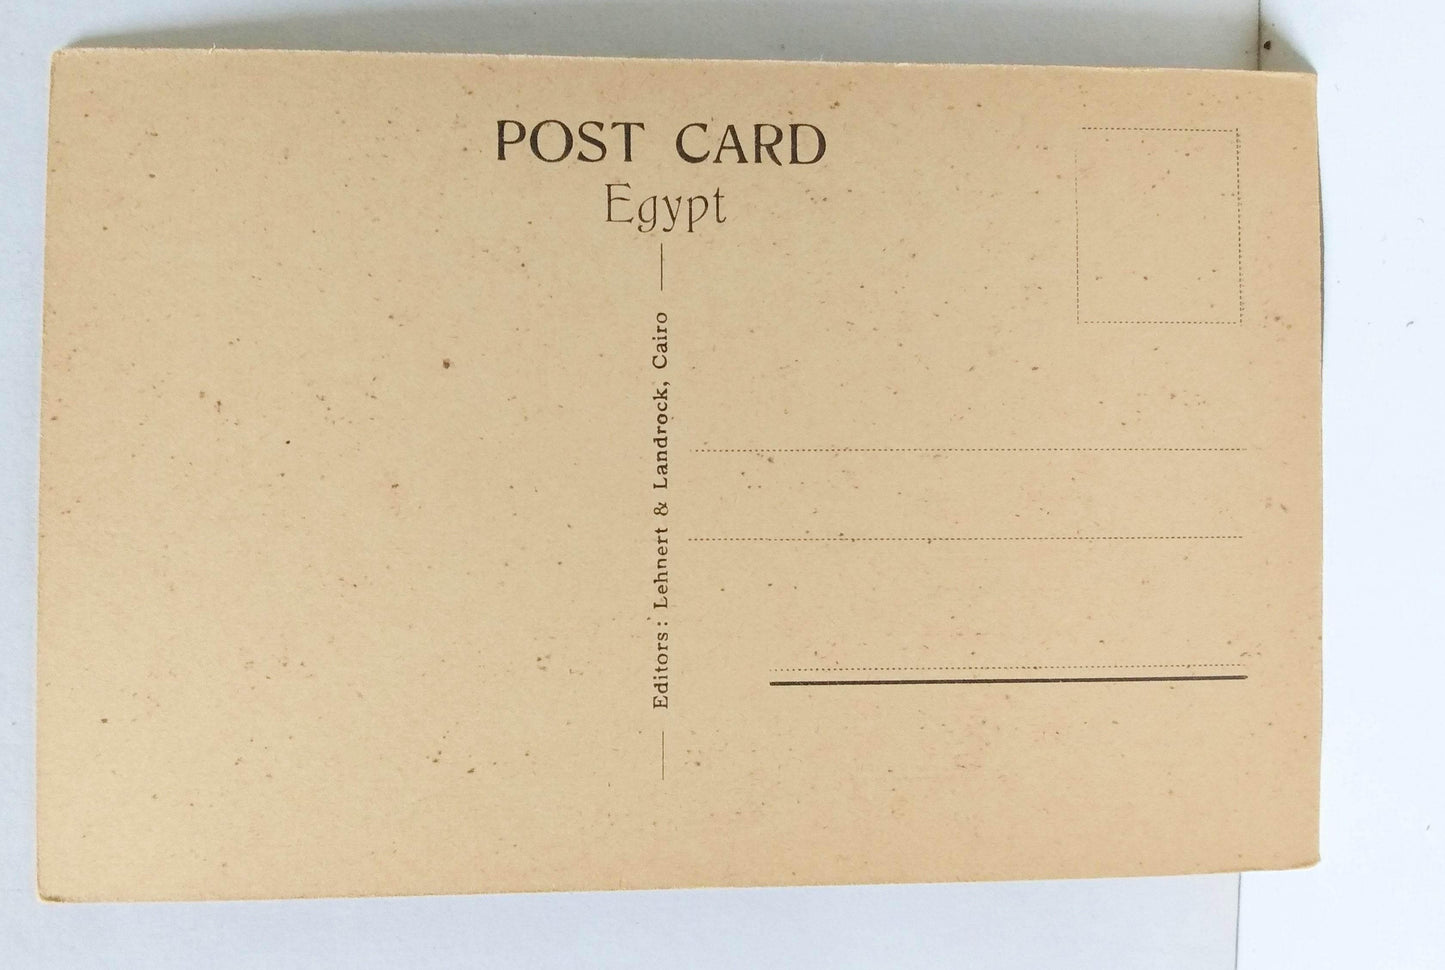 POST CARD
Egypt
Editors: Lehnert & Landrock, Cairo